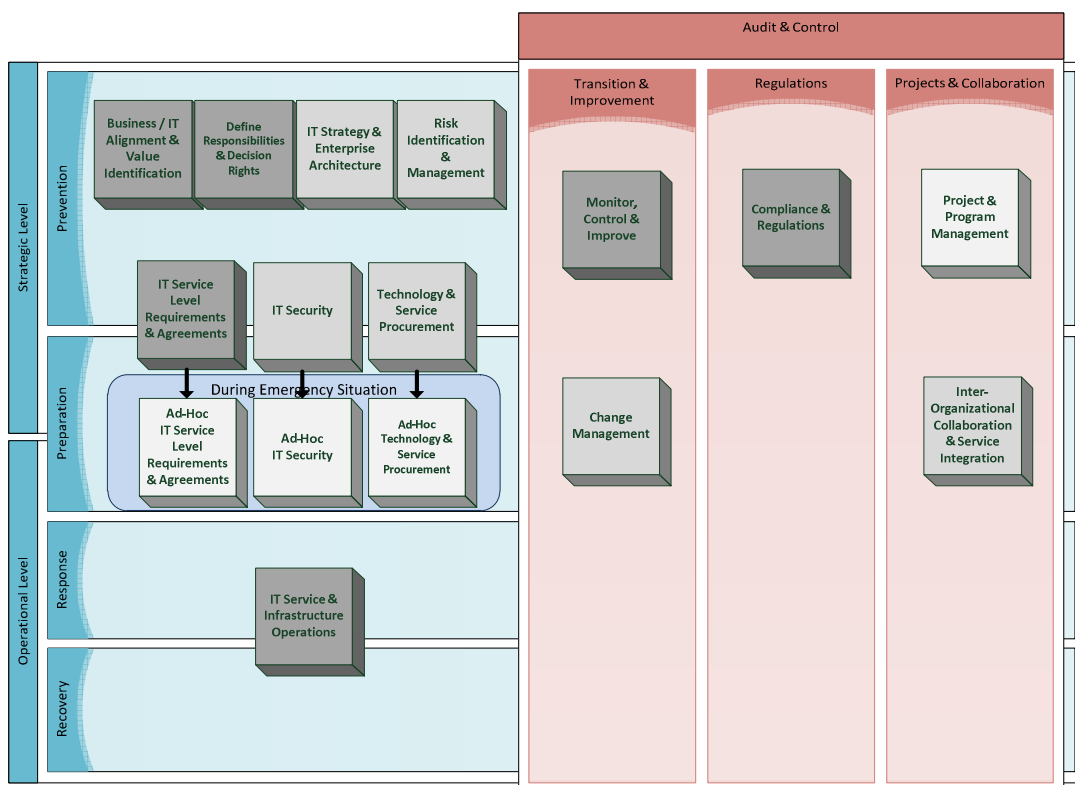 Audit & Control
Transition &
Improvement
Regulations
Projects & Collaboration
Strategic Level
Operational Level
Prevention
Preparation
Response
Recovery
Business / IT
Alignment &
Value
Identification
Define
Responsibilities
& Decision
Rights
IT Strategy &
Enterprise
Architecture
Risk
Identification
&
Management
IT Service
Level
Requirements
& Agreements
IT Security
Technology &
Service
Procurement
During Emergency Situation
Ad-Hoc
IT Service
Level
Requirements
& Agreements
Ad-Hoc
IT Security
Ad-Hoc
Technology &
Service
Procurement
IT Service &
Infrastructure
Operations
Monitor,
Control &
Improve
Change
Management
Compliance &
Regulations
Project &
Program
Management
Inter-
Organizational
Collaboration
& Service
Integration